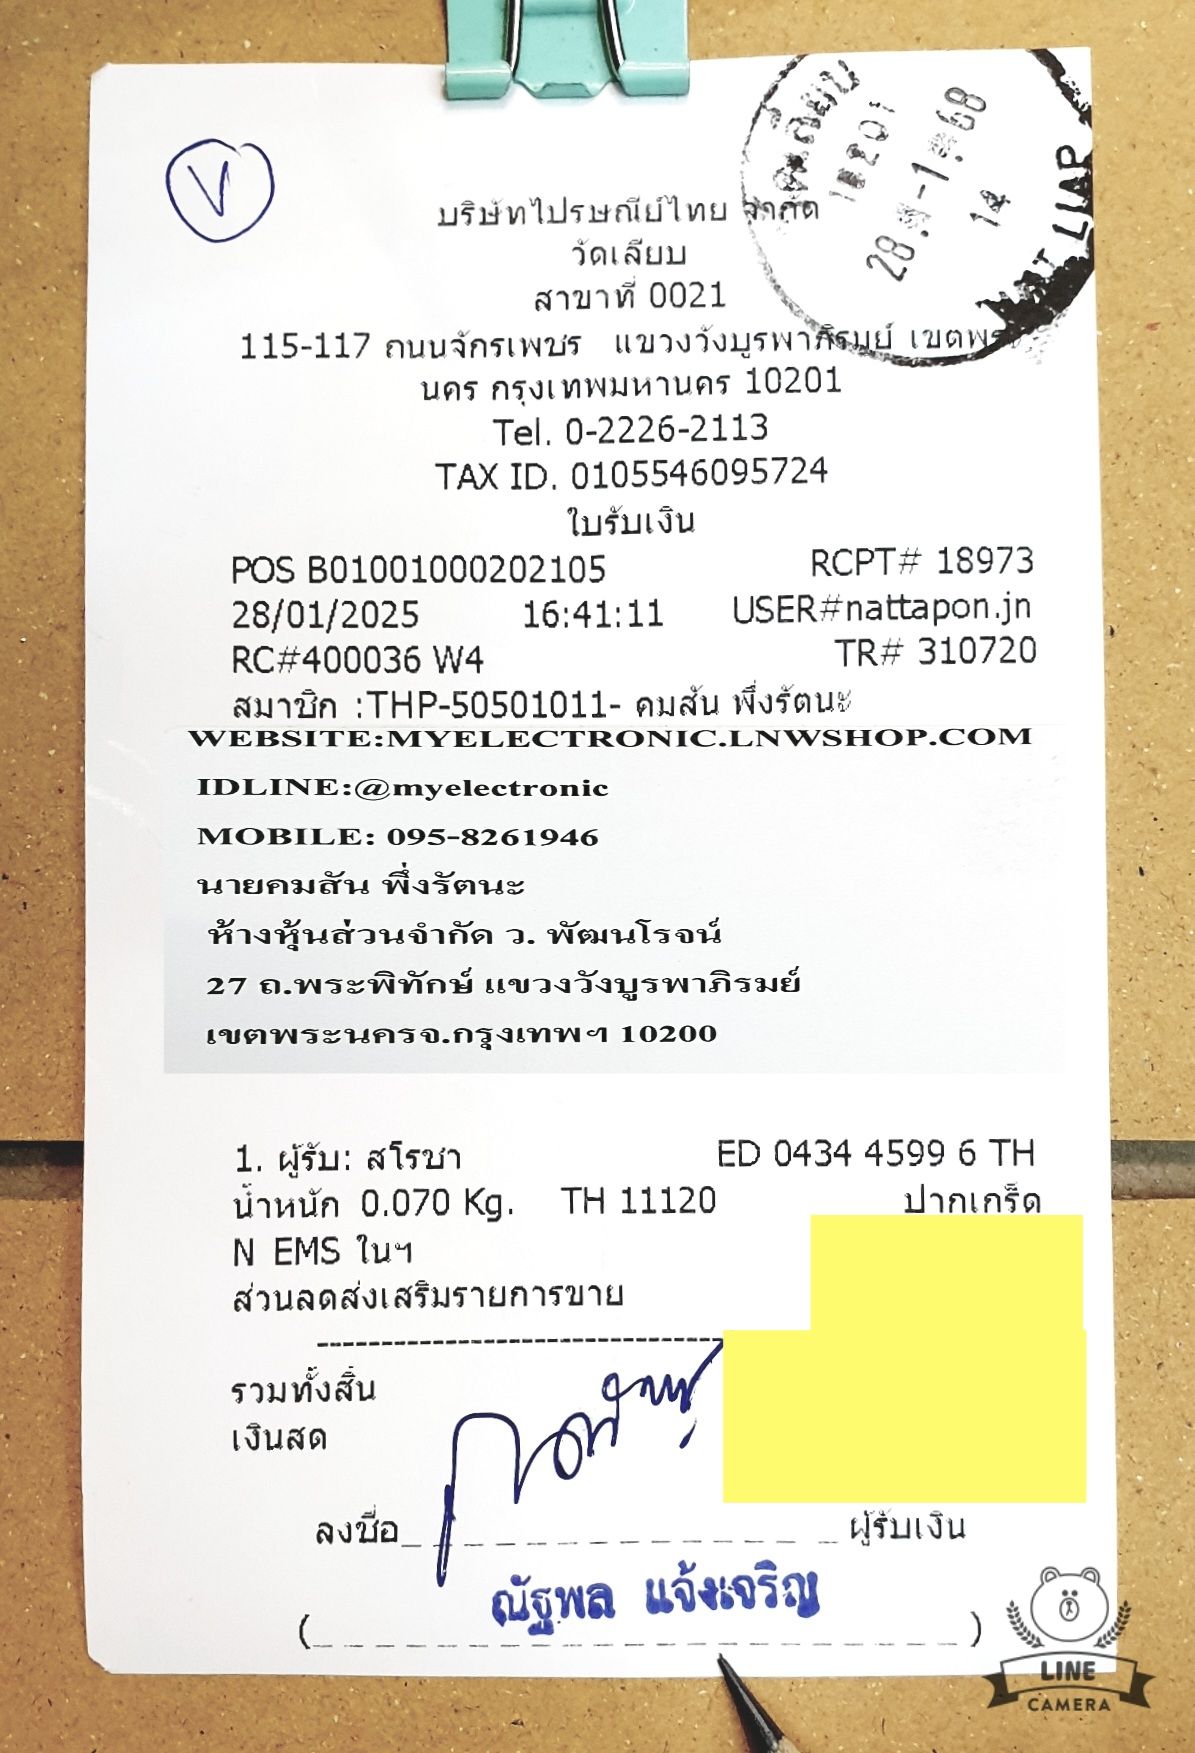 V
บริษัทไปรษณีย์ไทย จำกัด
วัดเลียบ
สาขาที่ 0021
115-117 ถนนจักรเพชร แขวงวังบูรพาภิรมย์ เขตพระ
นคร กรุงเทพมหานคร 10201
Tel. 0-2226-2113
TAX ID. 0105546095724
ใบรับเงิน
POS B01001000202105 RCPT# 18973
28/01/2025 16:41:11 USER#nattapon.jn
RC#400036 W4 TR# 310720
สมาชิก :THP-50501011- คมสัน พึ่งรัตนะ
WEBSITE:MYELECTRONIC.LNWSHOP.COM
IDLINE:@myelectronic
MOBILE: 095-8261946
นายคมสัน พึ่งรัตนะ
ห้างหุ้นส่วนจำกัด ว. พัฒนโรจน์
27 ถ.พระพิทักษ์ แขวงวังบูรพาภิรมย์
เขตพระนครจ.กรุงเทพฯ 10200
1. ผู้รับ: สโรชา ED 0434 4599 6 TH
น้ำหนัก 0.070 Kg. TH 11120 ปากเกร็ด
N EMS ในฯ
ส่วนลดส่งเสริมรายการขาย
รวมทั้งสิ้น
เงินสด
ลงชื่อ ผู้รับเงิน
(ณัฐพล แจ้งเจริญ)
28 ม.ค. 68
14
WAT LIAP
LINE
CAMERA